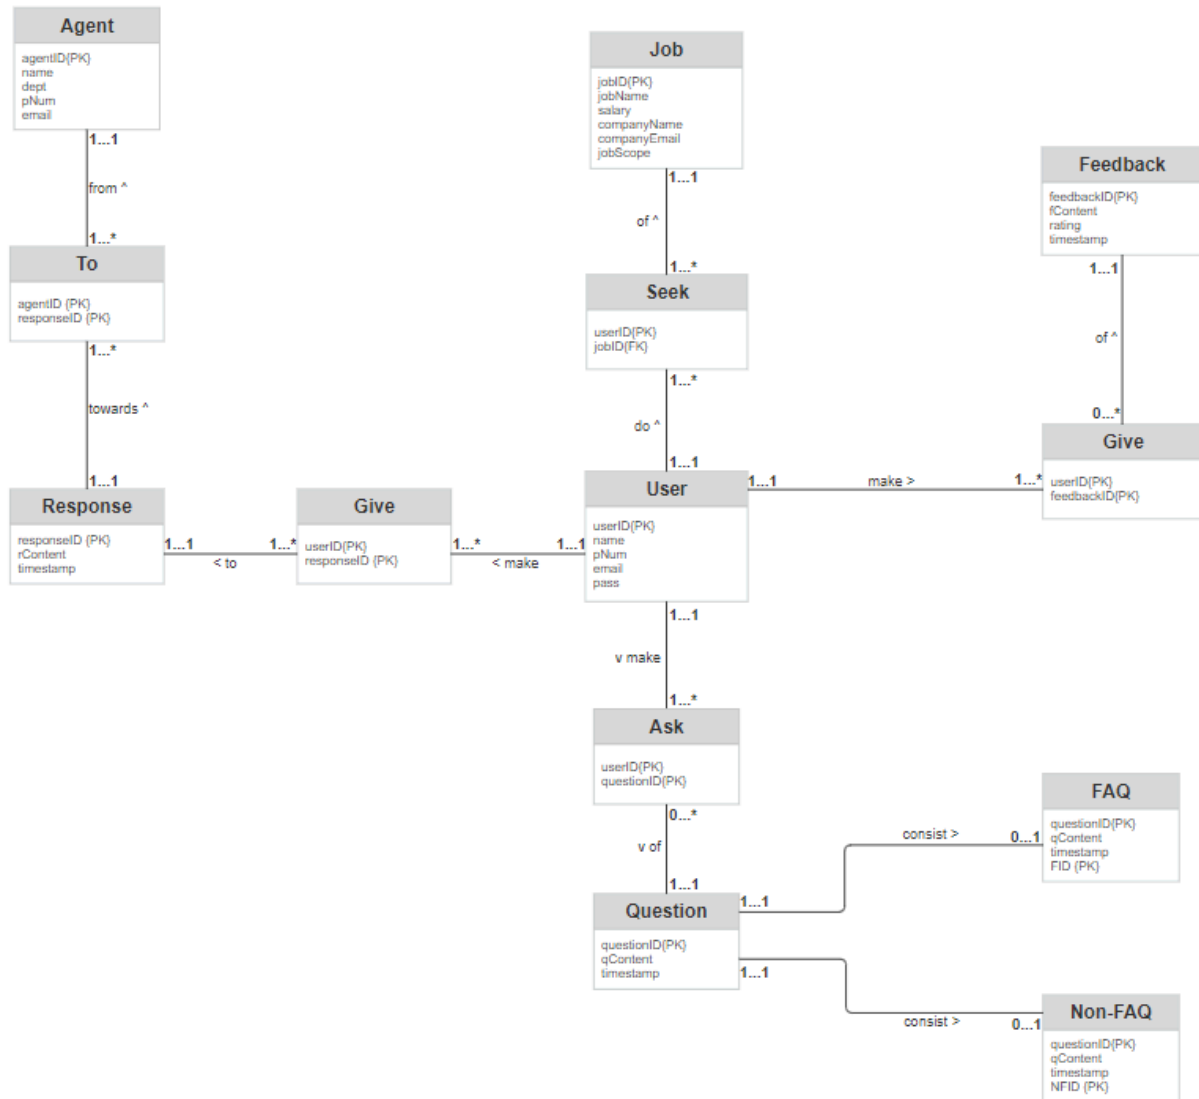 Agent
agentID{PK}
name
dept
pNum
email
1...1
from ^
1...*
To
agentID {PK}
responseID {PK}
1...*
towards ^
1...1
Response
responseID {PK}
rContent
timestamp
1...1
< to
1...*
Give
userID{PK}
responseID {PK}
1...*
< make
1...1
Job
jobID{PK}
jobName
salary
companyName
companyEmail
jobScope
1...1
of ^
1...*
Seek
userID{PK}
jobID{FK}
1...*
do ^
1...1
User
userID{PK}
name
pNum
email
pass
1...1
make >
1...*
Feedback
feedbackID{PK}
fContent
rating
timestamp
1...1
of ^
0...*
Give
userID{PK}
feedbackID{PK}
1...1
v make
1...*
Ask
userID{PK}
questionID{PK}
0...*
v of
1...1
Question
questionID{PK}
qContent
timestamp
1...1
consist >
0...1
FAQ
questionID{PK}
qContent
timestamp
FID {PK}
1...1
consist >
0...1
Non-FAQ
questionID{PK}
qContent
timestamp
NFID {PK}